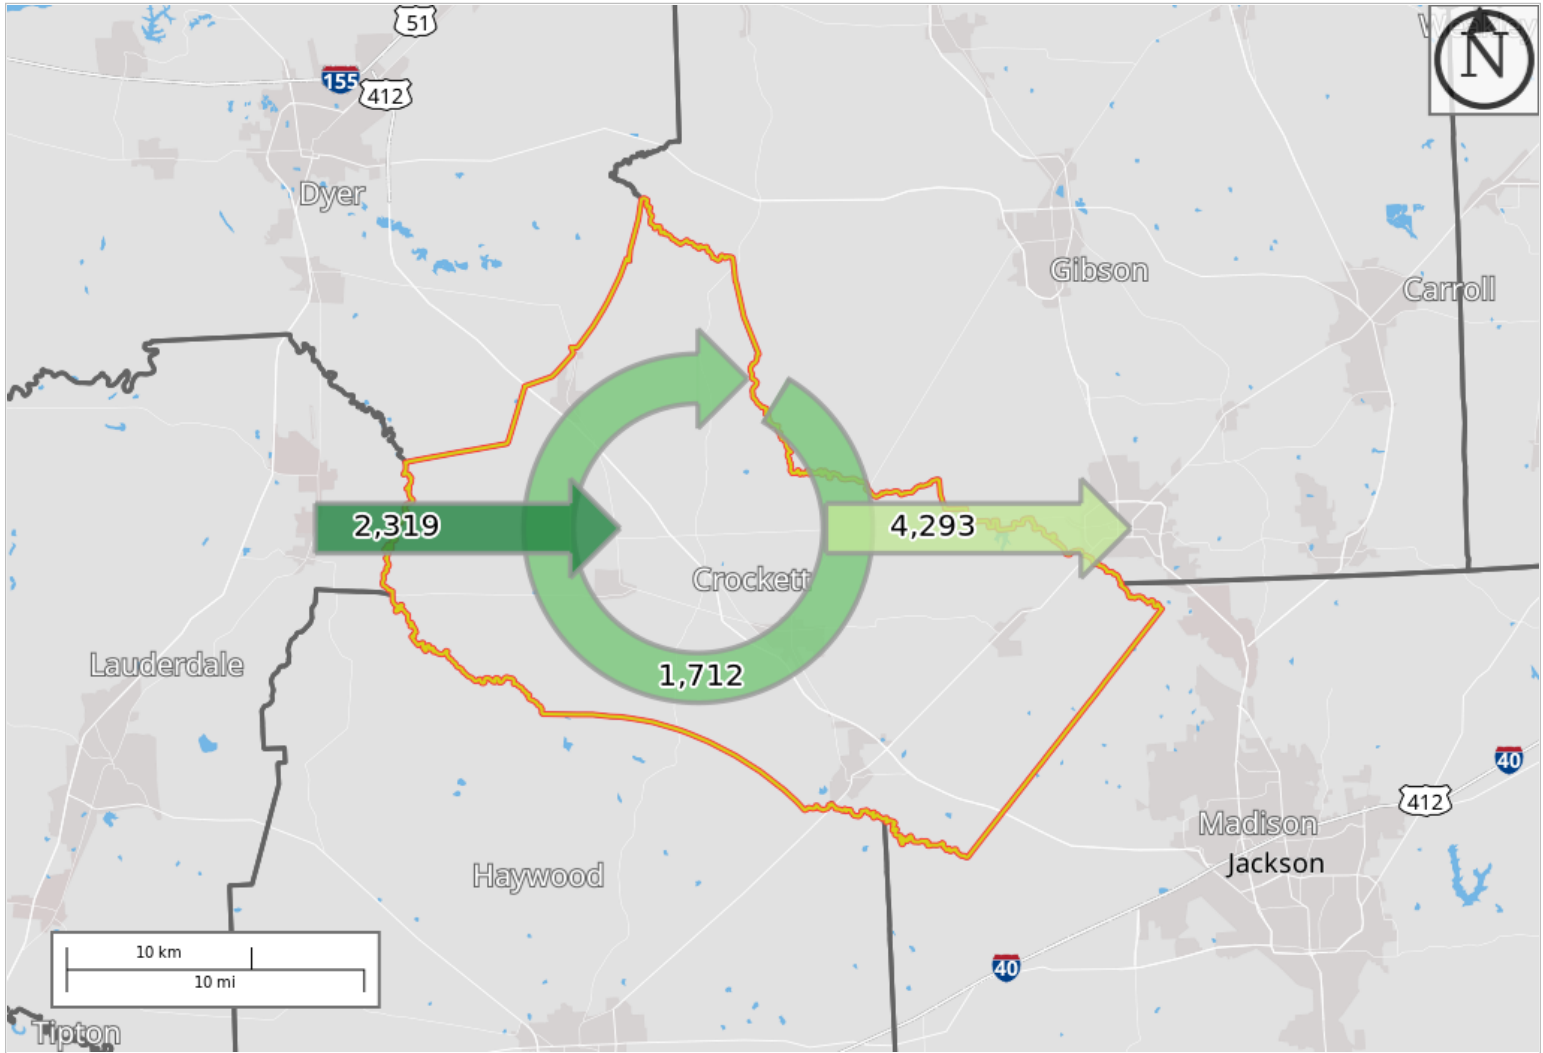 51
155
412
N
Dyer
Gibson
Carroll
2,319
4,293
Crockett
Lauderdale
1,712
40
412
Madison
Jackson
Haywood
10 km
10 mi
40
Tipton